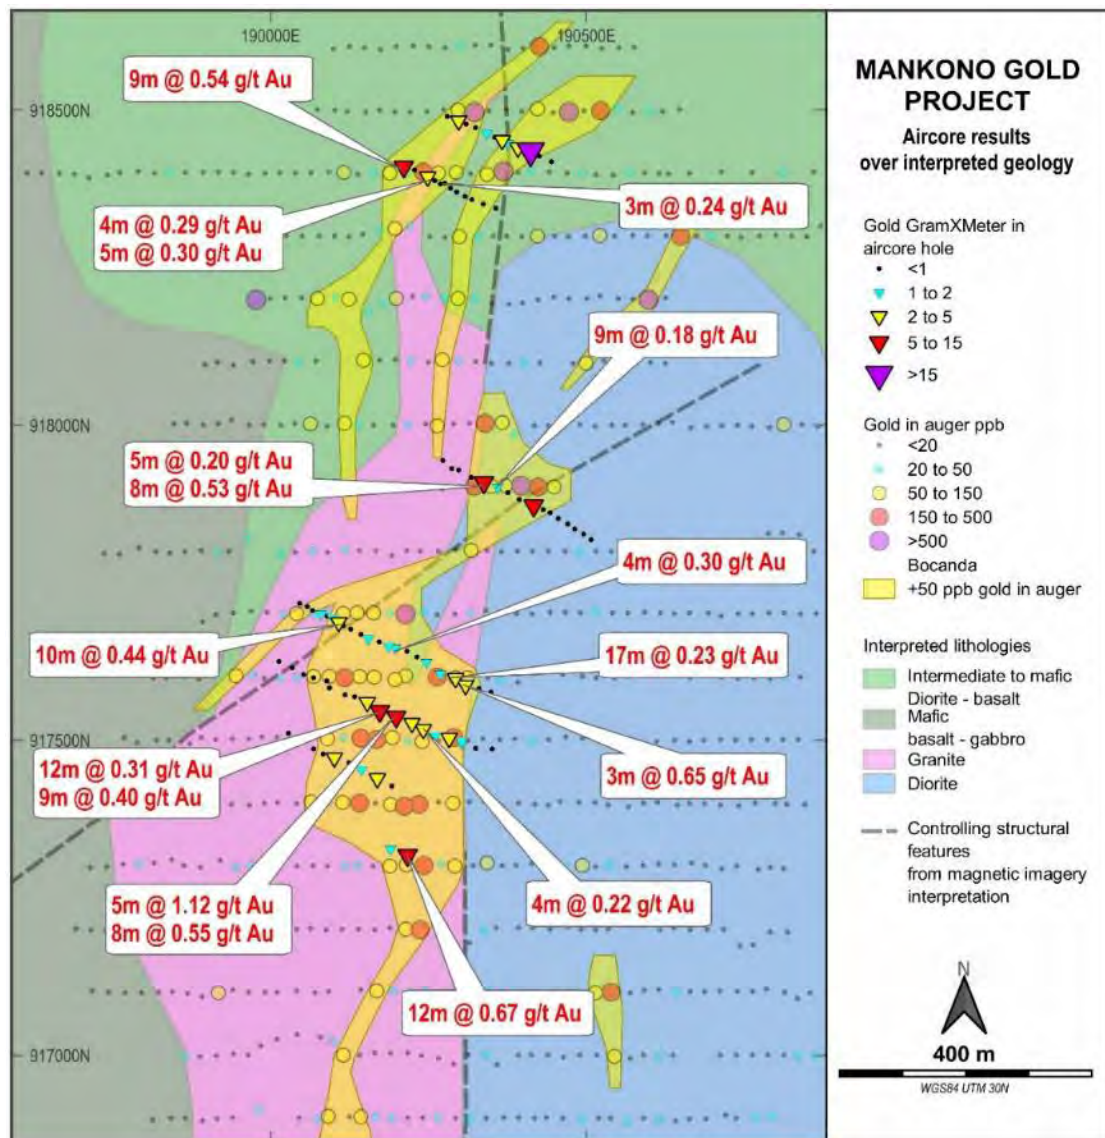 190000E
190500E
918500N
918000N
917500N
917000N
9m @ 0.54 g/t Au
4m @ 0.29 g/t Au
5m @ 0.30 g/t Au
3m @ 0.24 g/t Au
9m @ 0.18 g/t Au
5m @ 0.20 g/t Au
8m @ 0.53 g/t Au
4m @ 0.30 g/t Au
10m @ 0.44 g/t Au
17m @ 0.23 g/t Au
12m @ 0.31 g/t Au
9m @ 0.40 g/t Au
3m @ 0.65 g/t Au
5m @ 1.12 g/t Au
8m @ 0.55 g/t Au
4m @ 0.22 g/t Au
12m @ 0.67 g/t Au
MANKONO GOLD
PROJECT
Aircore results
over interpreted geology
Gold GramXMeter in
aircore hole
<1
1 to 2
2 to 5
5 to 15
>15
Gold in auger ppb
<20
20 to 50
50 to 150
150 to 500
>500
Bocanda
+50 ppb gold in auger
Interpreted lithologies
Intermediate to mafic
Diorite - basalt
Mafic
basalt - gabbro
Granite
Diorite
Controlling structural
features
from magnetic imagery
interpretation
N
400 m
WGS84 UTM 30N